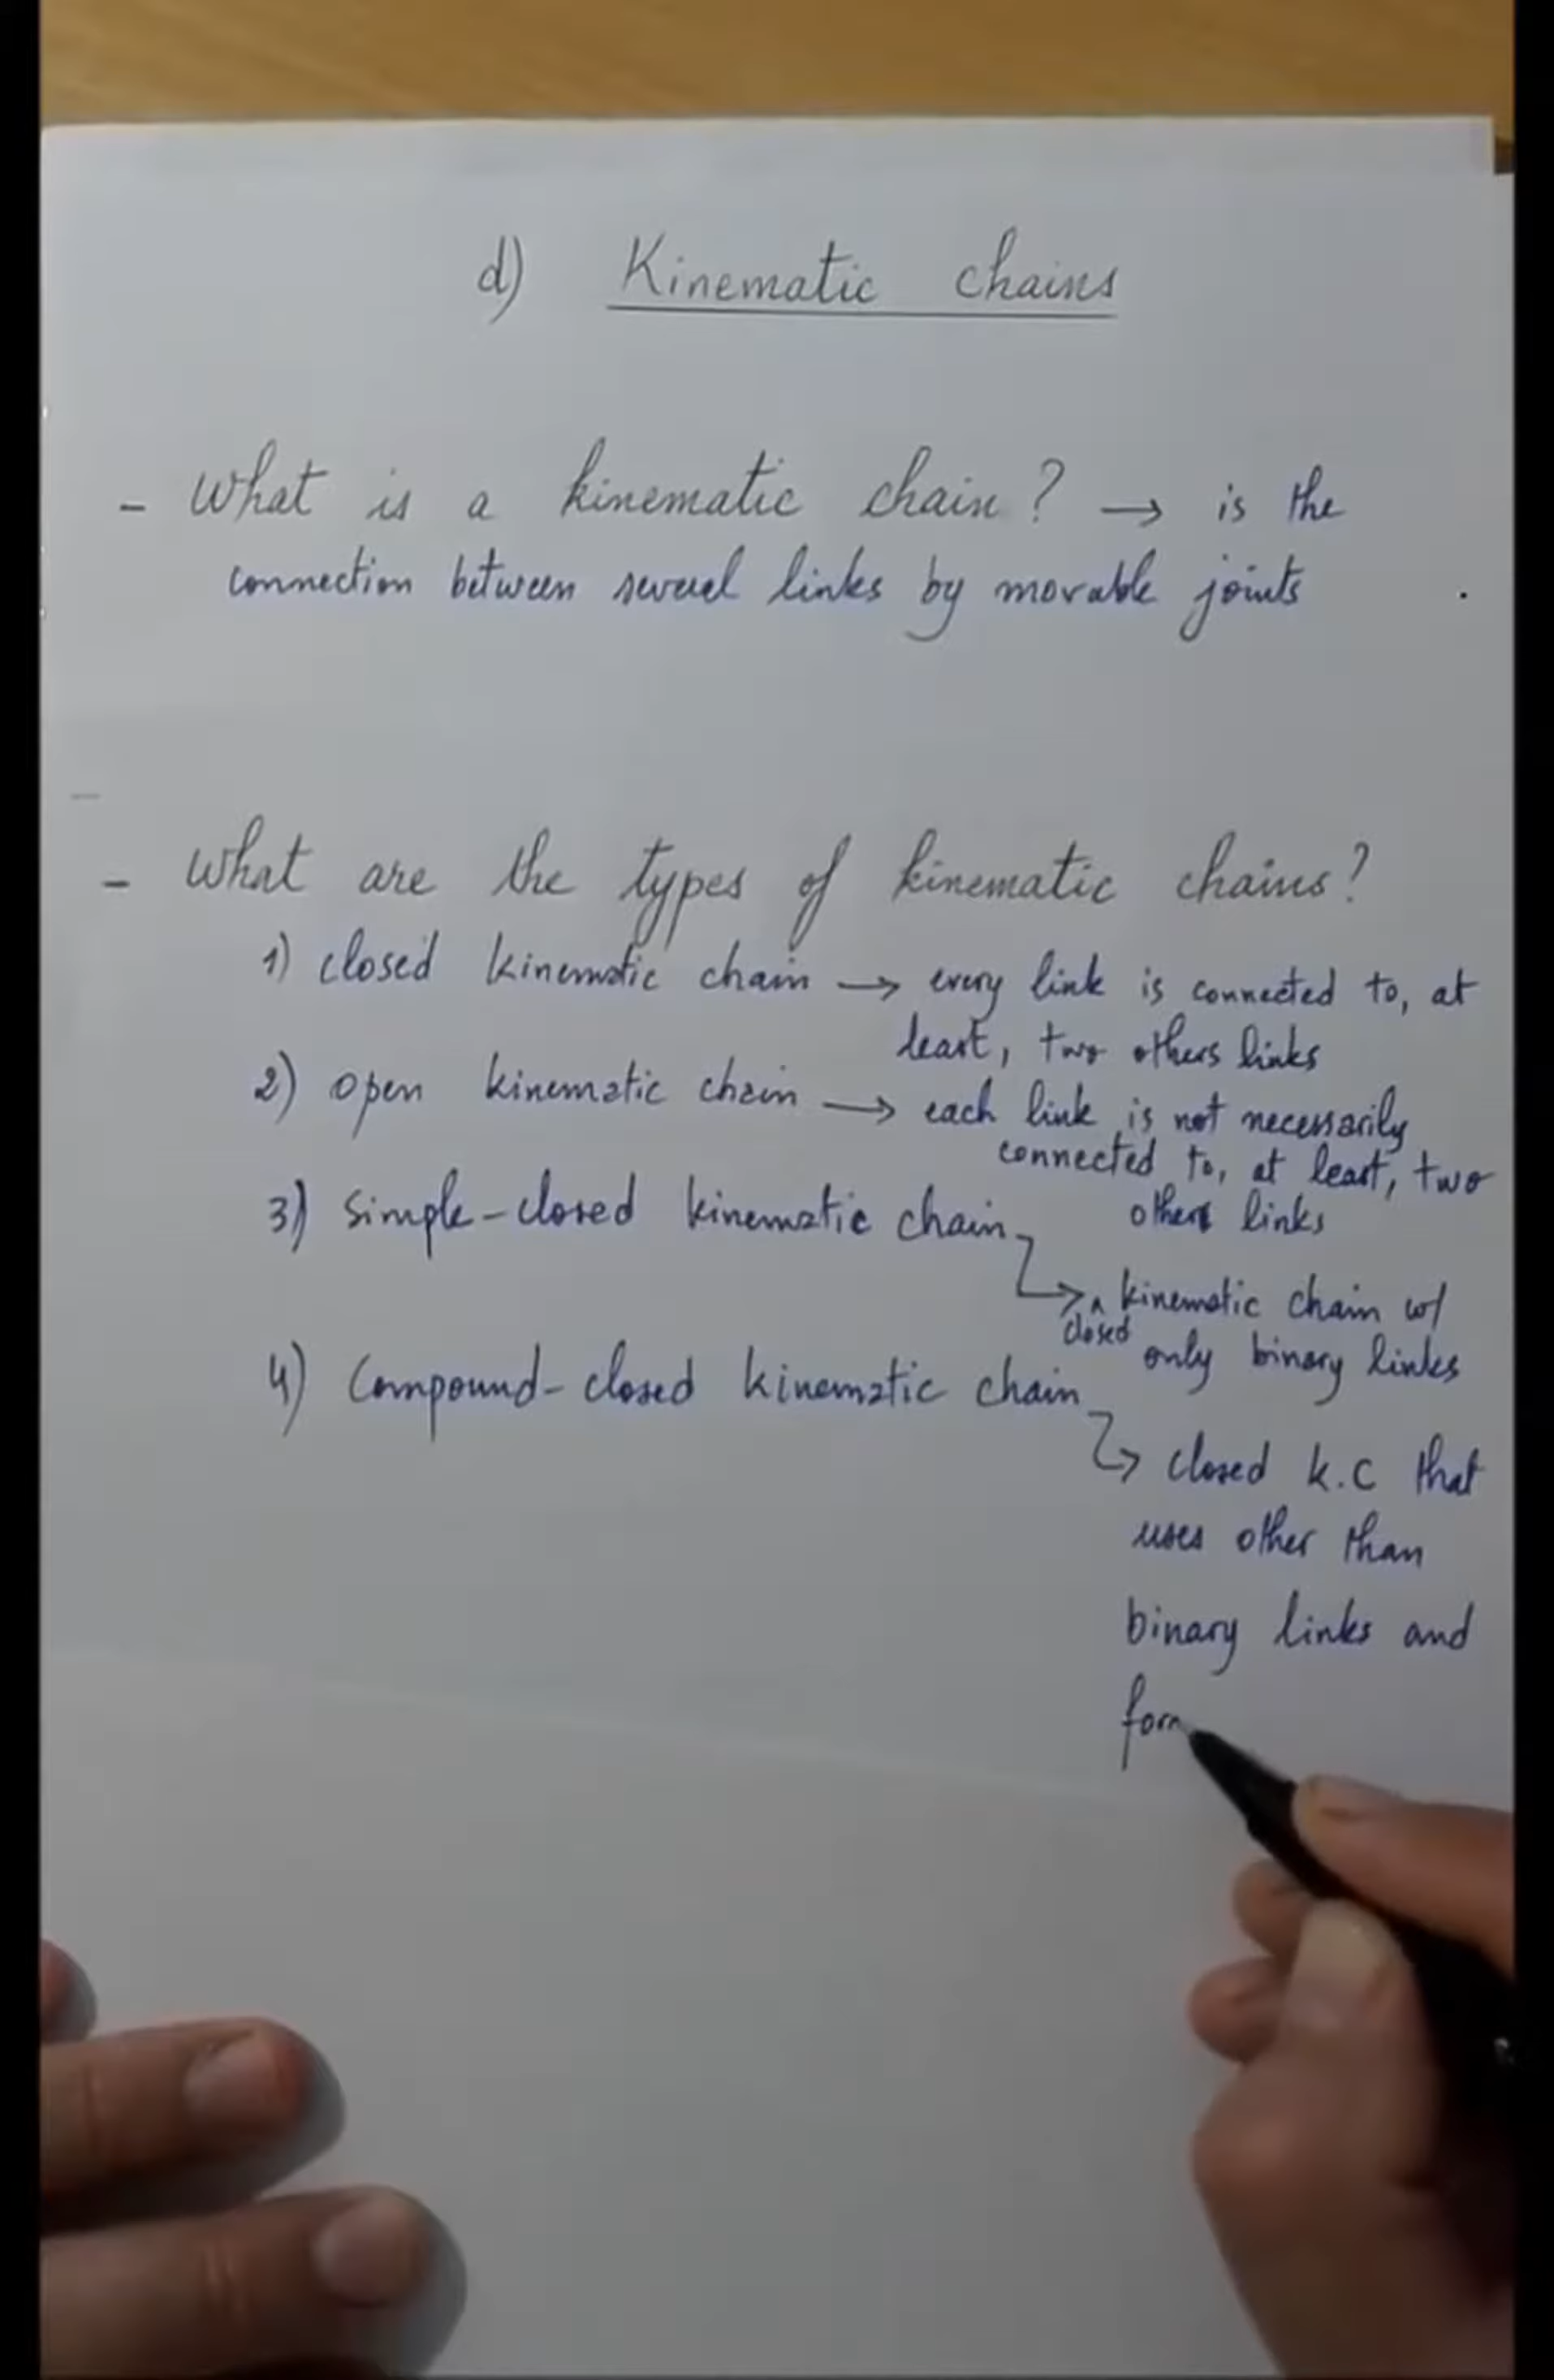 d) Kinematic chains
- What is a kinematic chain? → is the
connection between several links by movable joints
- What are the types of kinematic chains?
1) closed kinematic chain → every link is connected to, at
least, two others links
2) open kinematic chain → each link is not necessarily
connected to, at least, two
other links
3) Simple-closed kinematic chain
→ ^ kinematic chain w/
closed
only binary links
4) Compound-closed kinematic chain
→ closed k.c that
uses other than
binary links and
form